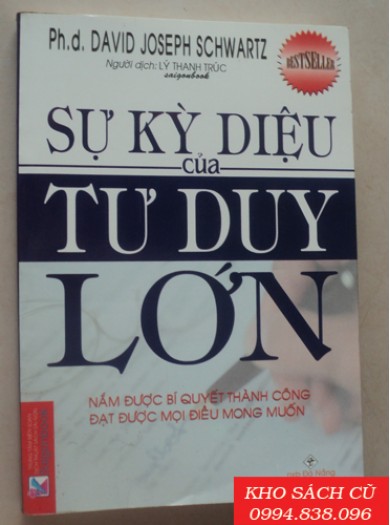 Ph.d. DAVID JOSEPH SCHWARTZ
Người dịch: LÝ THANH TRÚC
saigonbook
BESTSELLER
SỰ KỲ DIỆU
của
TƯ DUY
LỚN
NẮM ĐƯỢC BÍ QUYẾT THÀNH CÔNG
ĐẠT ĐƯỢC MỌI ĐIỀU MONG MUỐN
KHO SÁCH CŨ
0994.838.096